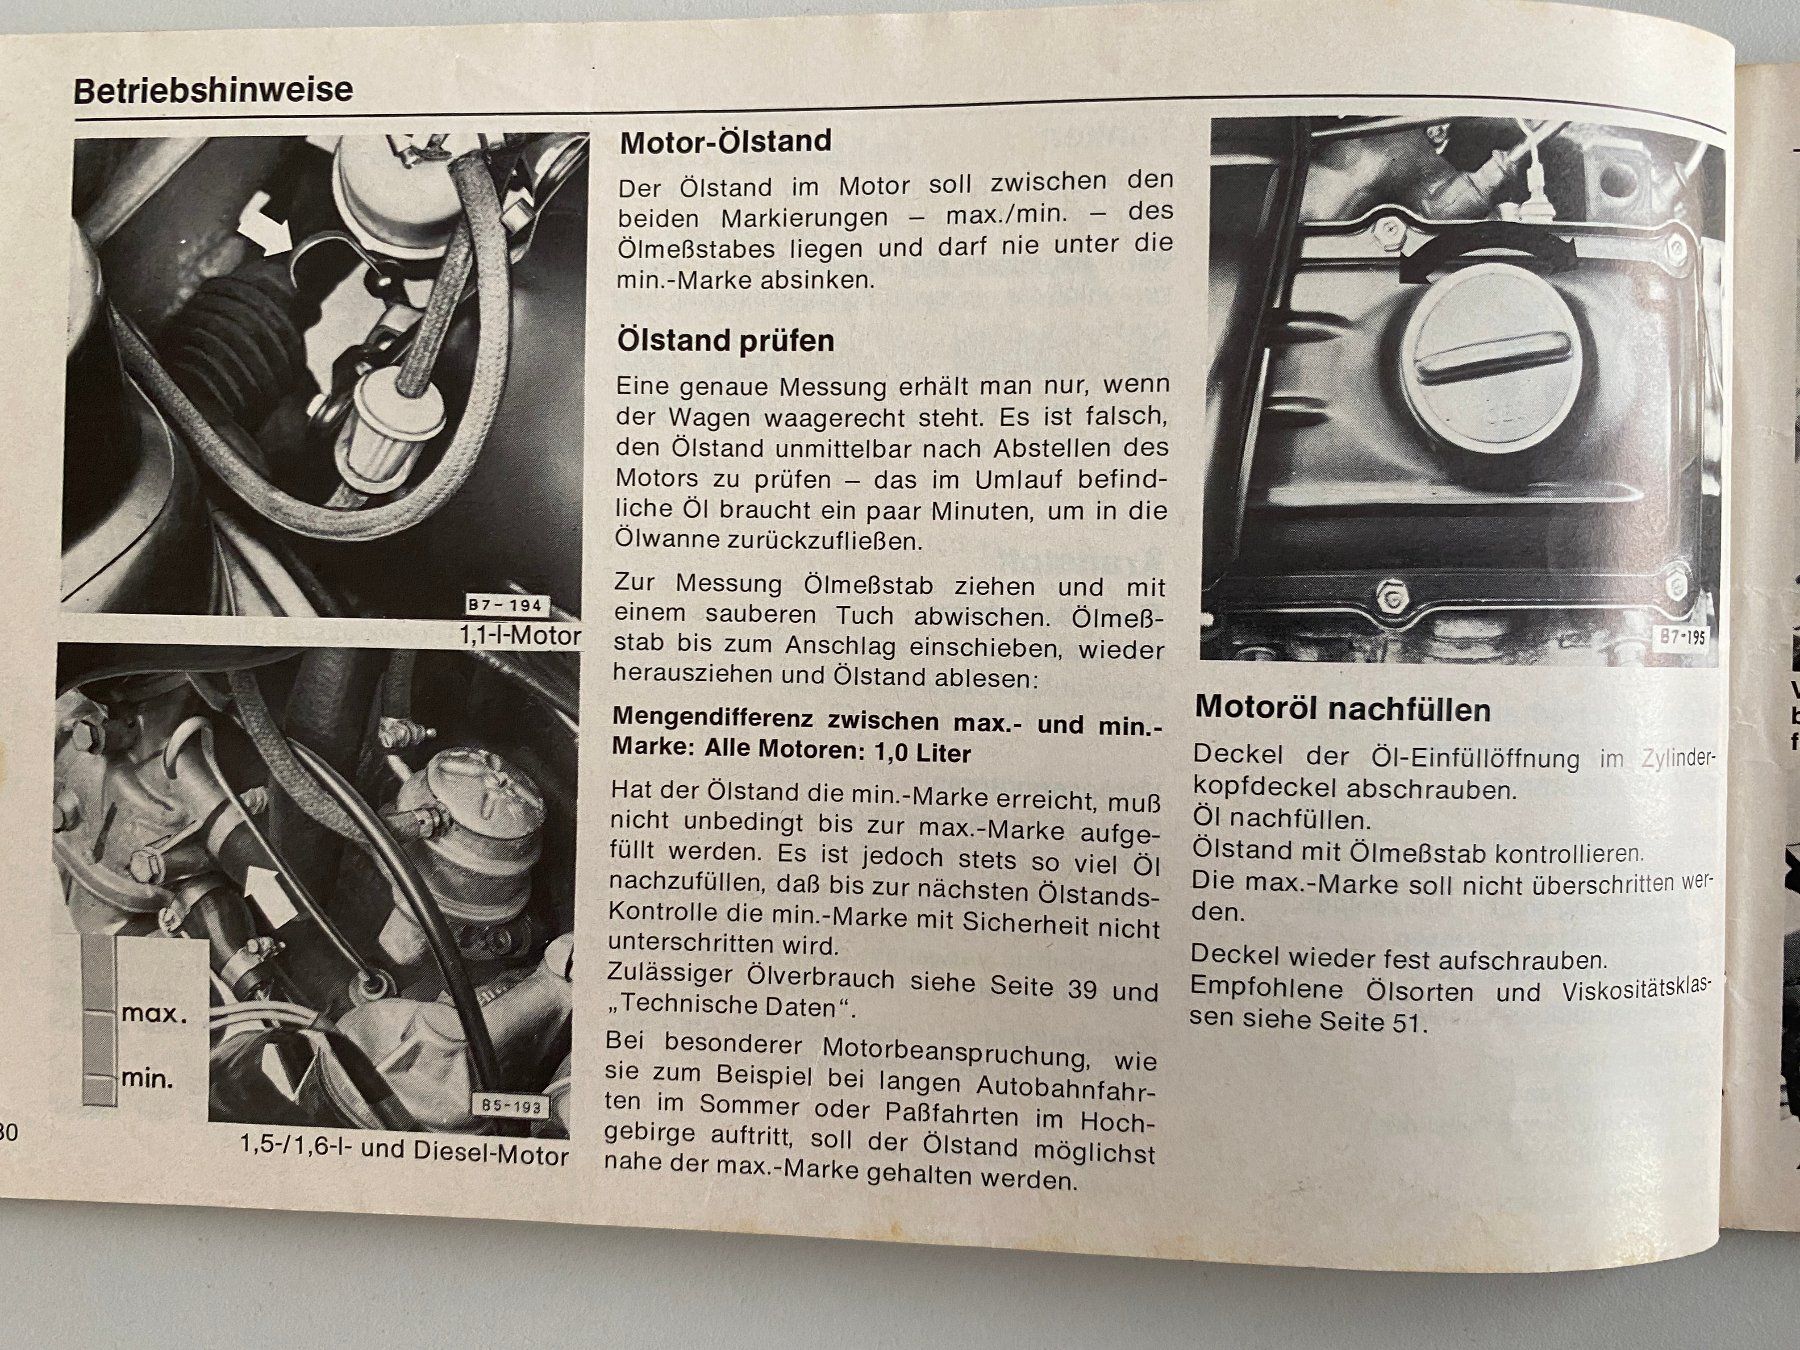 Betriebshinweise
B7-194
1,1-l-Motor
max.
min.
B5-193
1,5-/1,6-l- und Diesel-Motor
Motor-Ölstand
Der Ölstand im Motor soll zwischen den
beiden Markierungen – max./min. – des
Ölmeßstabes liegen und darf nie unter die
min.-Marke absinken.
Ölstand prüfen
Eine genaue Messung erhält man nur, wenn
der Wagen waagerecht steht. Es ist falsch,
den Ölstand unmittelbar nach Abstellen des
Motors zu prüfen – das im Umlauf befind-
liche Öl braucht ein paar Minuten, um in die
Ölwanne zurückzufließen.
Zur Messung Ölmeßstab ziehen und mit
einem sauberen Tuch abwischen. Ölmeß-
stab bis zum Anschlag einschieben, wieder
herausziehen und Ölstand ablesen:
Mengendifferenz zwischen max.- und min.-
Marke: Alle Motoren: 1,0 Liter
Hat der Ölstand die min.-Marke erreicht, muß
nicht unbedingt bis zur max.-Marke aufge-
füllt werden. Es ist jedoch stets so viel Öl
nachzufüllen, daß bis zur nächsten Ölstands-
Kontrolle die min.-Marke mit Sicherheit nicht
unterschritten wird.
Zulässiger Ölverbrauch siehe Seite 39 und
„Technische Daten“.
Bei besonderer Motorbeanspruchung, wie
sie zum Beispiel bei langen Autobahnfahr-
ten im Sommer oder Paßfahrten im Hoch-
gebirge auftritt, soll der Ölstand möglichst
nahe der max.-Marke gehalten werden.
B7-195
Motoröl nachfüllen
Deckel der Öl-Einfüllöffnung im Zylinder-
kopfdeckel abschrauben.
Öl nachfüllen.
Ölstand mit Ölmeßstab kontrollieren.
Die max.-Marke soll nicht überschritten wer-
den.
Deckel wieder fest aufschrauben.
Empfohlene Ölsorten und Viskositätsklas-
sen siehe Seite 51.